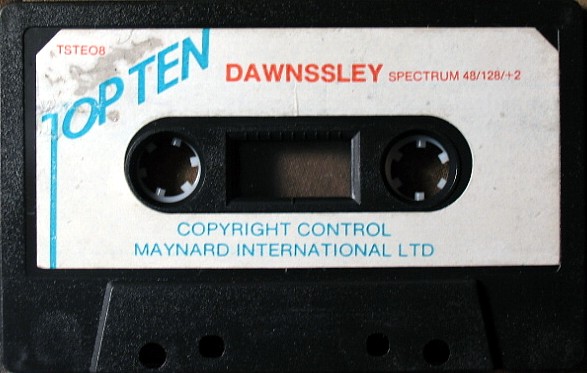 TSTE08
TOP TEN
DAWNSSLEY SPECTRUM 48/128/+2
COPYRIGHT CONTROL
MAYNARD INTERNATIONAL LTD